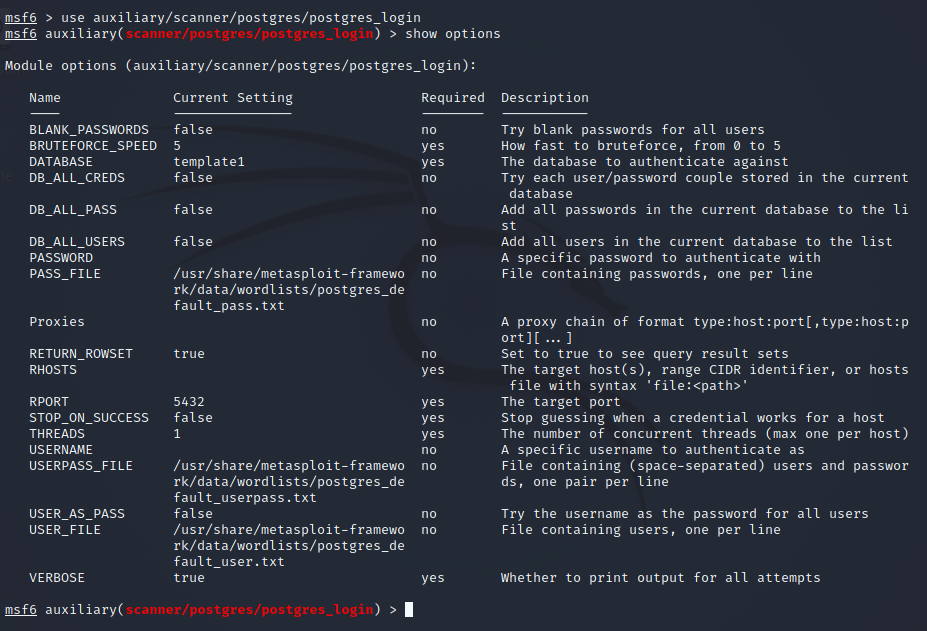 msf6 > use auxiliary/scanner/postgres/postgres_login
msf6 auxiliary(scanner/postgres/postgres_login) > show options
Module options (auxiliary/scanner/postgres/postgres_login):
Name Current Setting Required Description
BLANK_PASSWORDS false no Try blank passwords for all users
BRUTEFORCE_SPEED 5 yes How fast to bruteforce, from 0 to 5
DATABASE template1 yes The database to authenticate against
DB_ALL_CREDS false no Try each user/password couple stored in the current
database
DB_ALL_PASS false no Add all passwords in the current database to the li
st
DB_ALL_USERS false no Add all users in the current database to the list
PASSWORD no A specific password to authenticate with
PASS_FILE /usr/share/metasploit-framewo no File containing passwords, one per line
rk/data/wordlists/postgres_de
fault_pass.txt
Proxies no A proxy chain of format type:host:port[,type:host:p
ort][...]
RETURN_ROWSET true no Set to true to see query result sets
RHOSTS yes The target host(s), range CIDR identifier, or hosts
file with syntax 'file:<path>'
RPORT 5432 yes The target port
STOP_ON_SUCCESS false yes Stop guessing when a credential works for a host
THREADS 1 yes The number of concurrent threads (max one per host)
USERNAME no A specific username to authenticate as
USERPASS_FILE /usr/share/metasploit-framewo no File containing (space-separated) users and passwor
rk/data/wordlists/postgres_de ds, one pair per line
fault_userpass.txt
USER_AS_PASS false no Try the username as the password for all users
USER_FILE /usr/share/metasploit-framewo no File containing users, one per line
rk/data/wordlists/postgres_de
fault_user.txt
VERBOSE true yes Whether to print output for all attempts
msf6 auxiliary(scanner/postgres/postgres_login) >